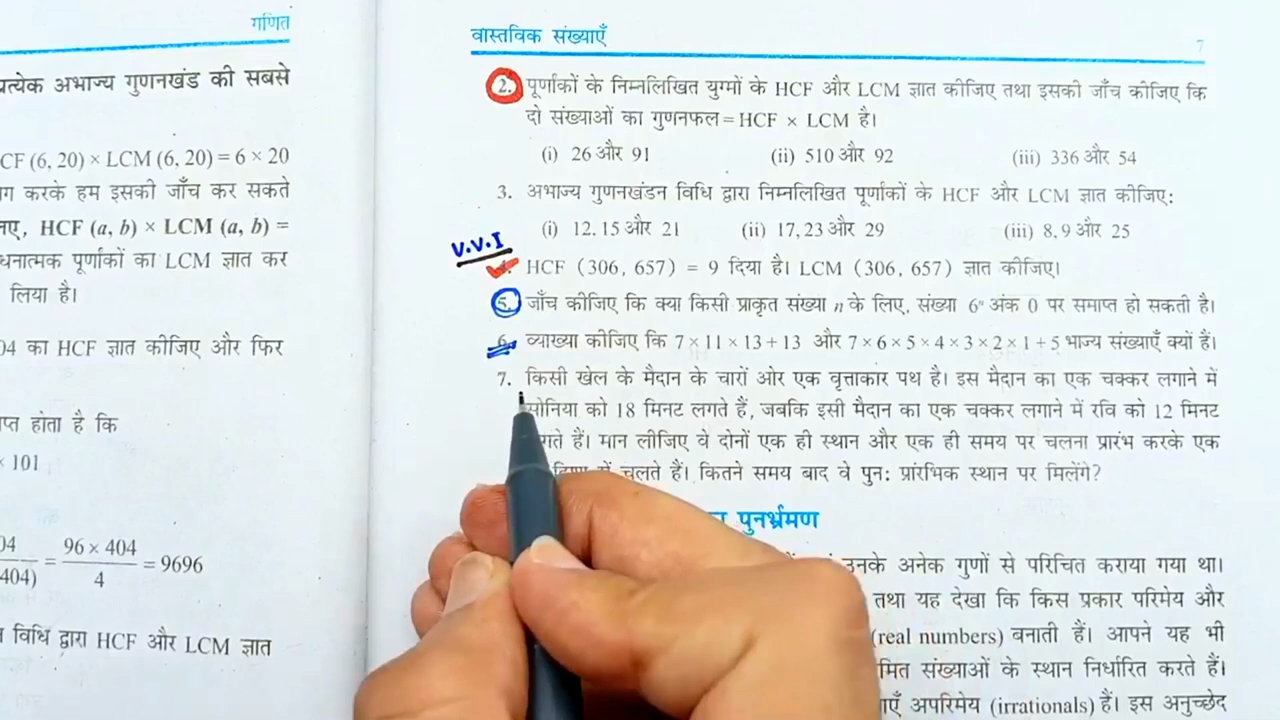 गणित
प्रत्येक अभाज्य गुणनखंड की सबसे
CF (6, 20) × LCM (6, 20) = 6 × 20
करके हम इसकी जाँच कर सकते
HCF (a, b) × LCM (a, b) =
पूर्णांकों का LCM ज्ञात कर
लिया है।
04 का HCF ज्ञात कीजिए और फिर
होता है कि
× 101
04
404)
= 96 × 404
4
= 9696
विधि द्वारा HCF और LCM ज्ञात
वास्तविक संख्याएँ
7
2. पूर्णांकों के निम्नलिखित युग्मों के HCF और LCM ज्ञात कीजिए तथा इसकी जाँच कीजिए कि
दो संख्याओं का गुणनफल = HCF × LCM है।
(i) 26 और 91 (ii) 510 और 92 (iii) 336 और 54
3. अभाज्य गुणनखंडन विधि द्वारा निम्नलिखित पूर्णांकों के HCF और LCM ज्ञात कीजिए:
(i) 12, 15 और 21 (ii) 17, 23 और 29 (iii) 8, 9 और 25
V.V.I
HCF (306, 657) = 9 दिया है। LCM (306, 657) ज्ञात कीजिए।
5. जाँच कीजिए कि क्या किसी प्राकृत संख्या n के लिए, संख्या 6ⁿ अंक 0 पर समाप्त हो सकती है।
6. व्याख्या कीजिए कि 7 × 11 × 13 + 13 और 7 × 6 × 5 × 4 × 3 × 2 × 1 + 5 भाज्य संख्याएँ क्यों हैं।
7. किसी खेल के मैदान के चारों ओर एक वृत्ताकार पथ है। इस मैदान का एक चक्कर लगाने में
सोनिया को 18 मिनट लगते हैं, जबकि इसी मैदान का एक चक्कर लगाने में रवि को 12 मिनट
हैं। मान लीजिए वे दोनों एक ही स्थान और एक ही समय पर चलना प्रारंभ करके एक
में चलते हैं। कितने समय बाद वे पुन: प्रारंभिक स्थान पर मिलेंगे?
पुनर्भ्रमण
उनके अनेक गुणों से परिचित कराया गया था।
तथा यह देखा कि किस प्रकार परिमेय और
(real numbers) बनाती हैं। आपने यह भी
संख्याओं के स्थान निर्धारित करते हैं।
अपरिमेय (irrationals) हैं। इस अनुच्छेद